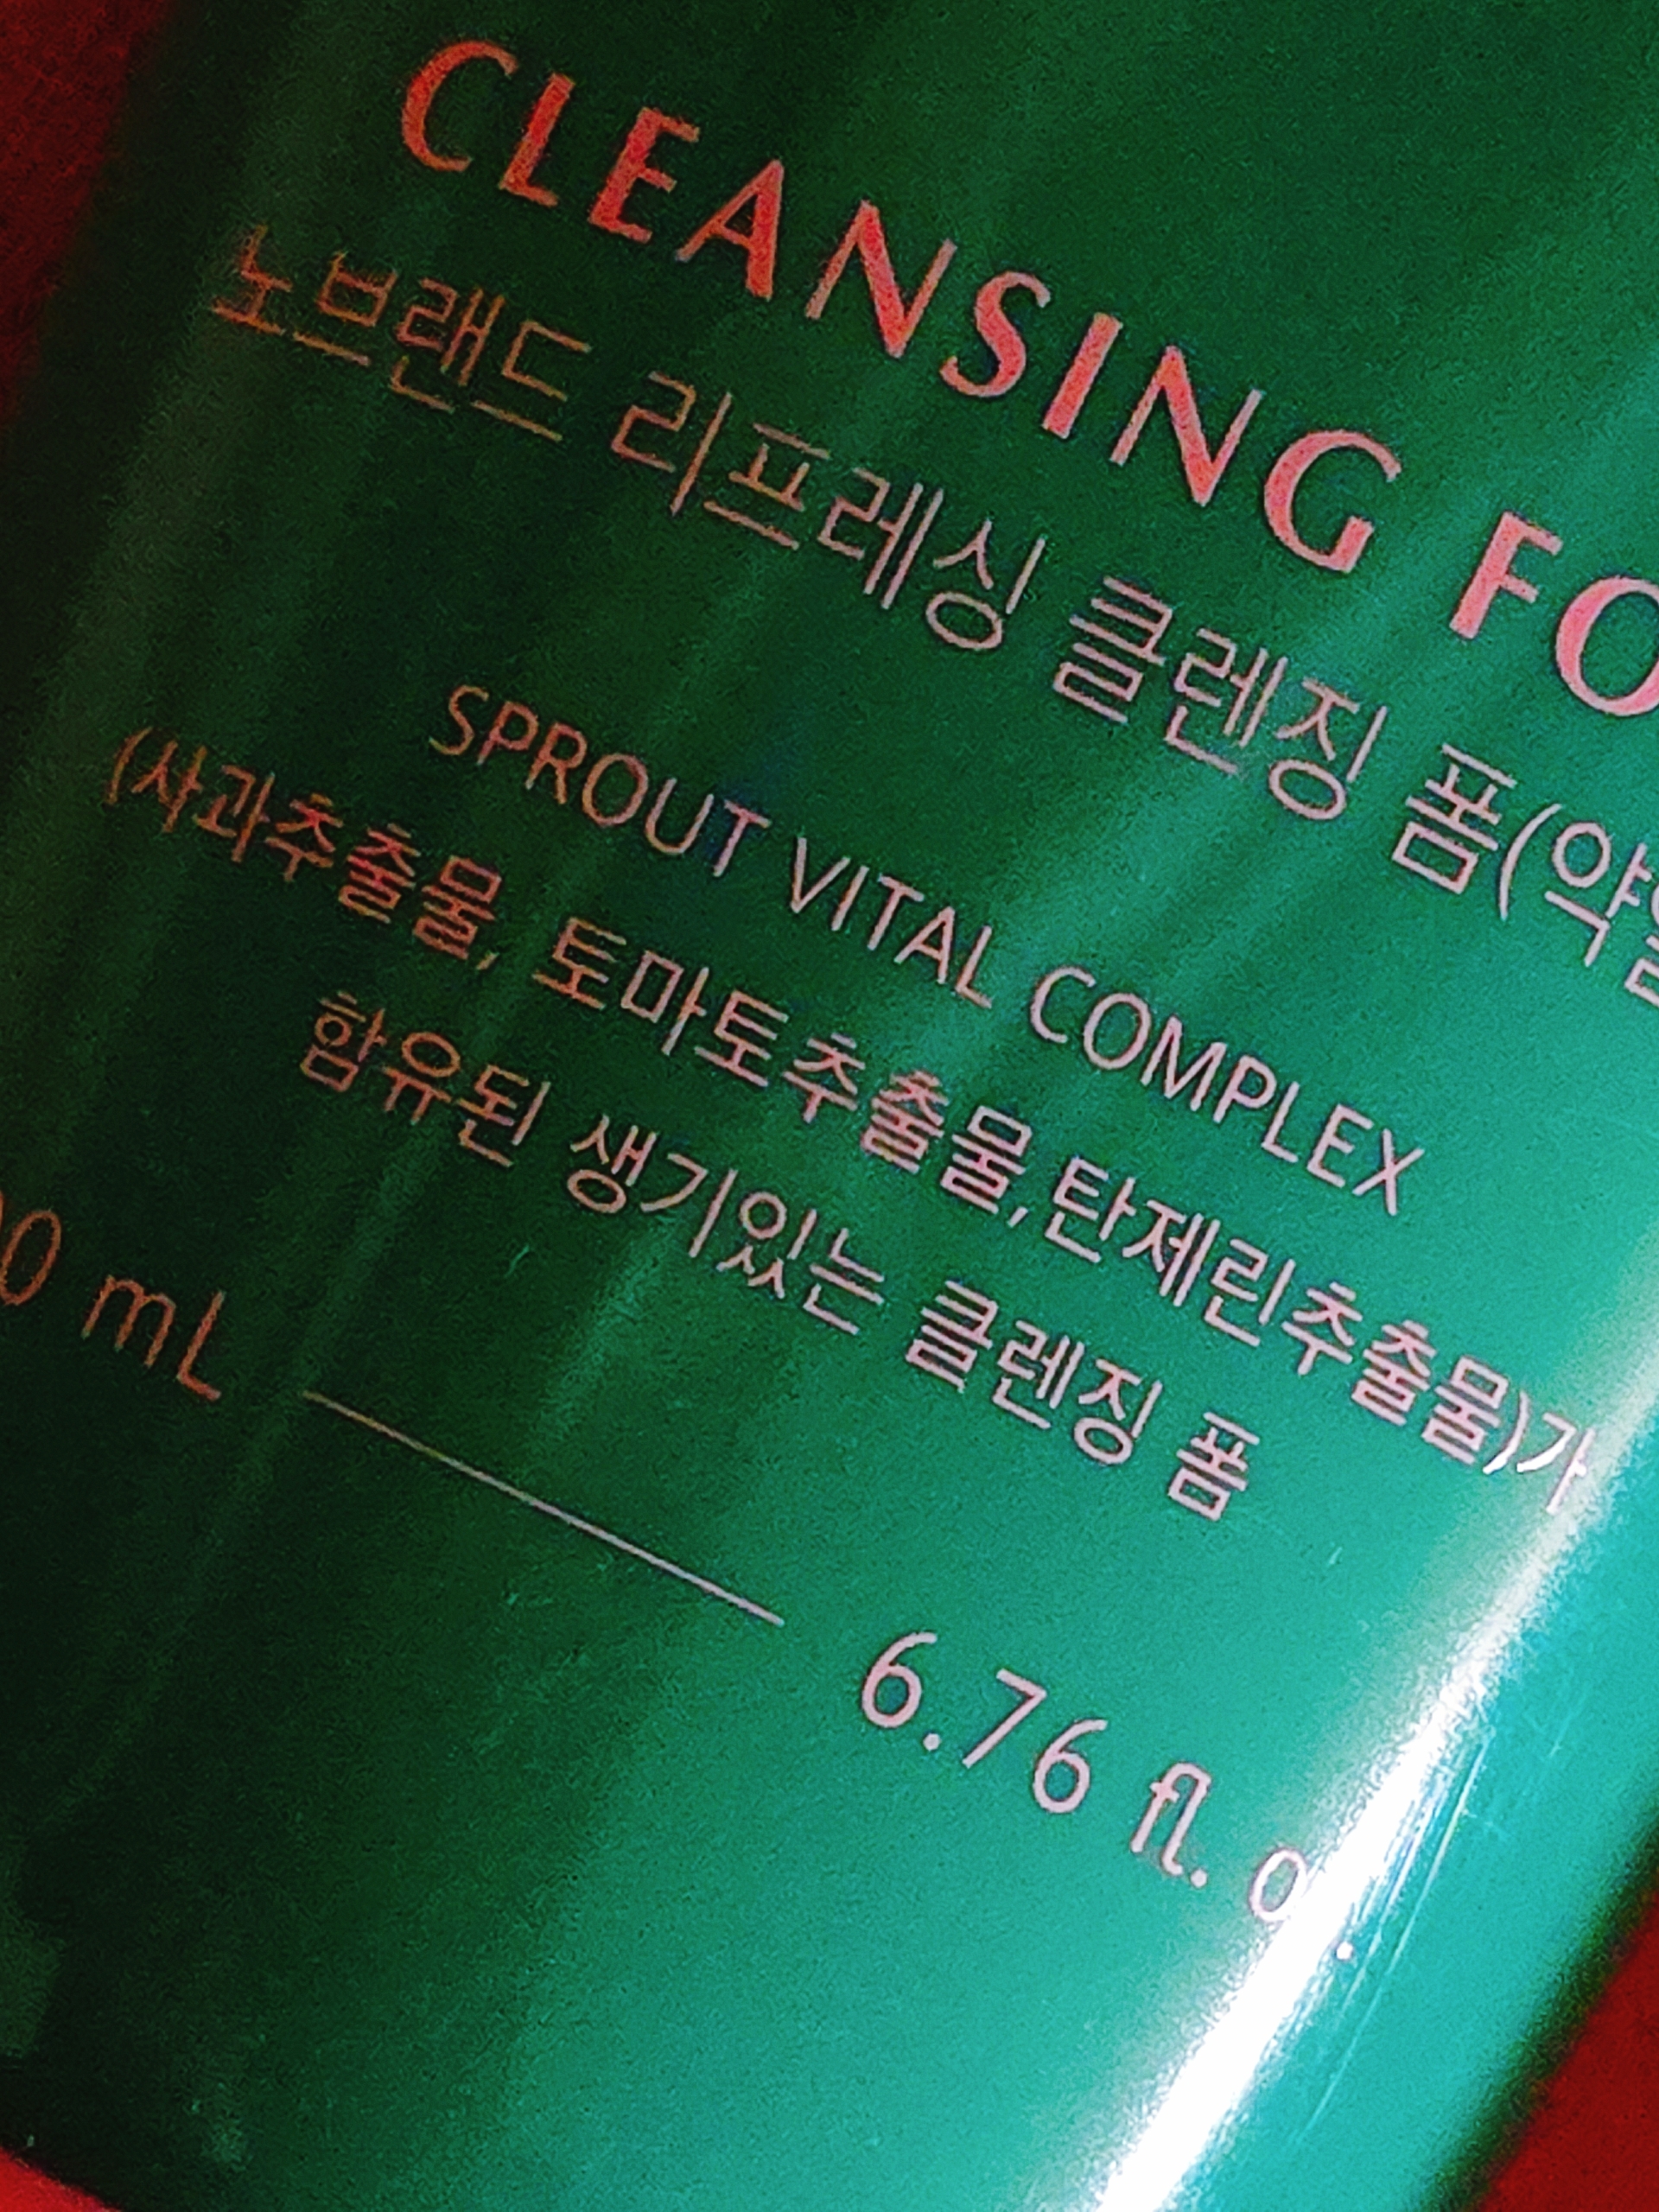 CLEANSING FO
노브랜드 리프레싱 클렌징 폼(약
SPROUT VITAL COMPLEX
(사과추출물, 토마토추출물,탄제린추출물)가
함유된 생기있는 클렌징 폼
0 mL 6.76 fl.